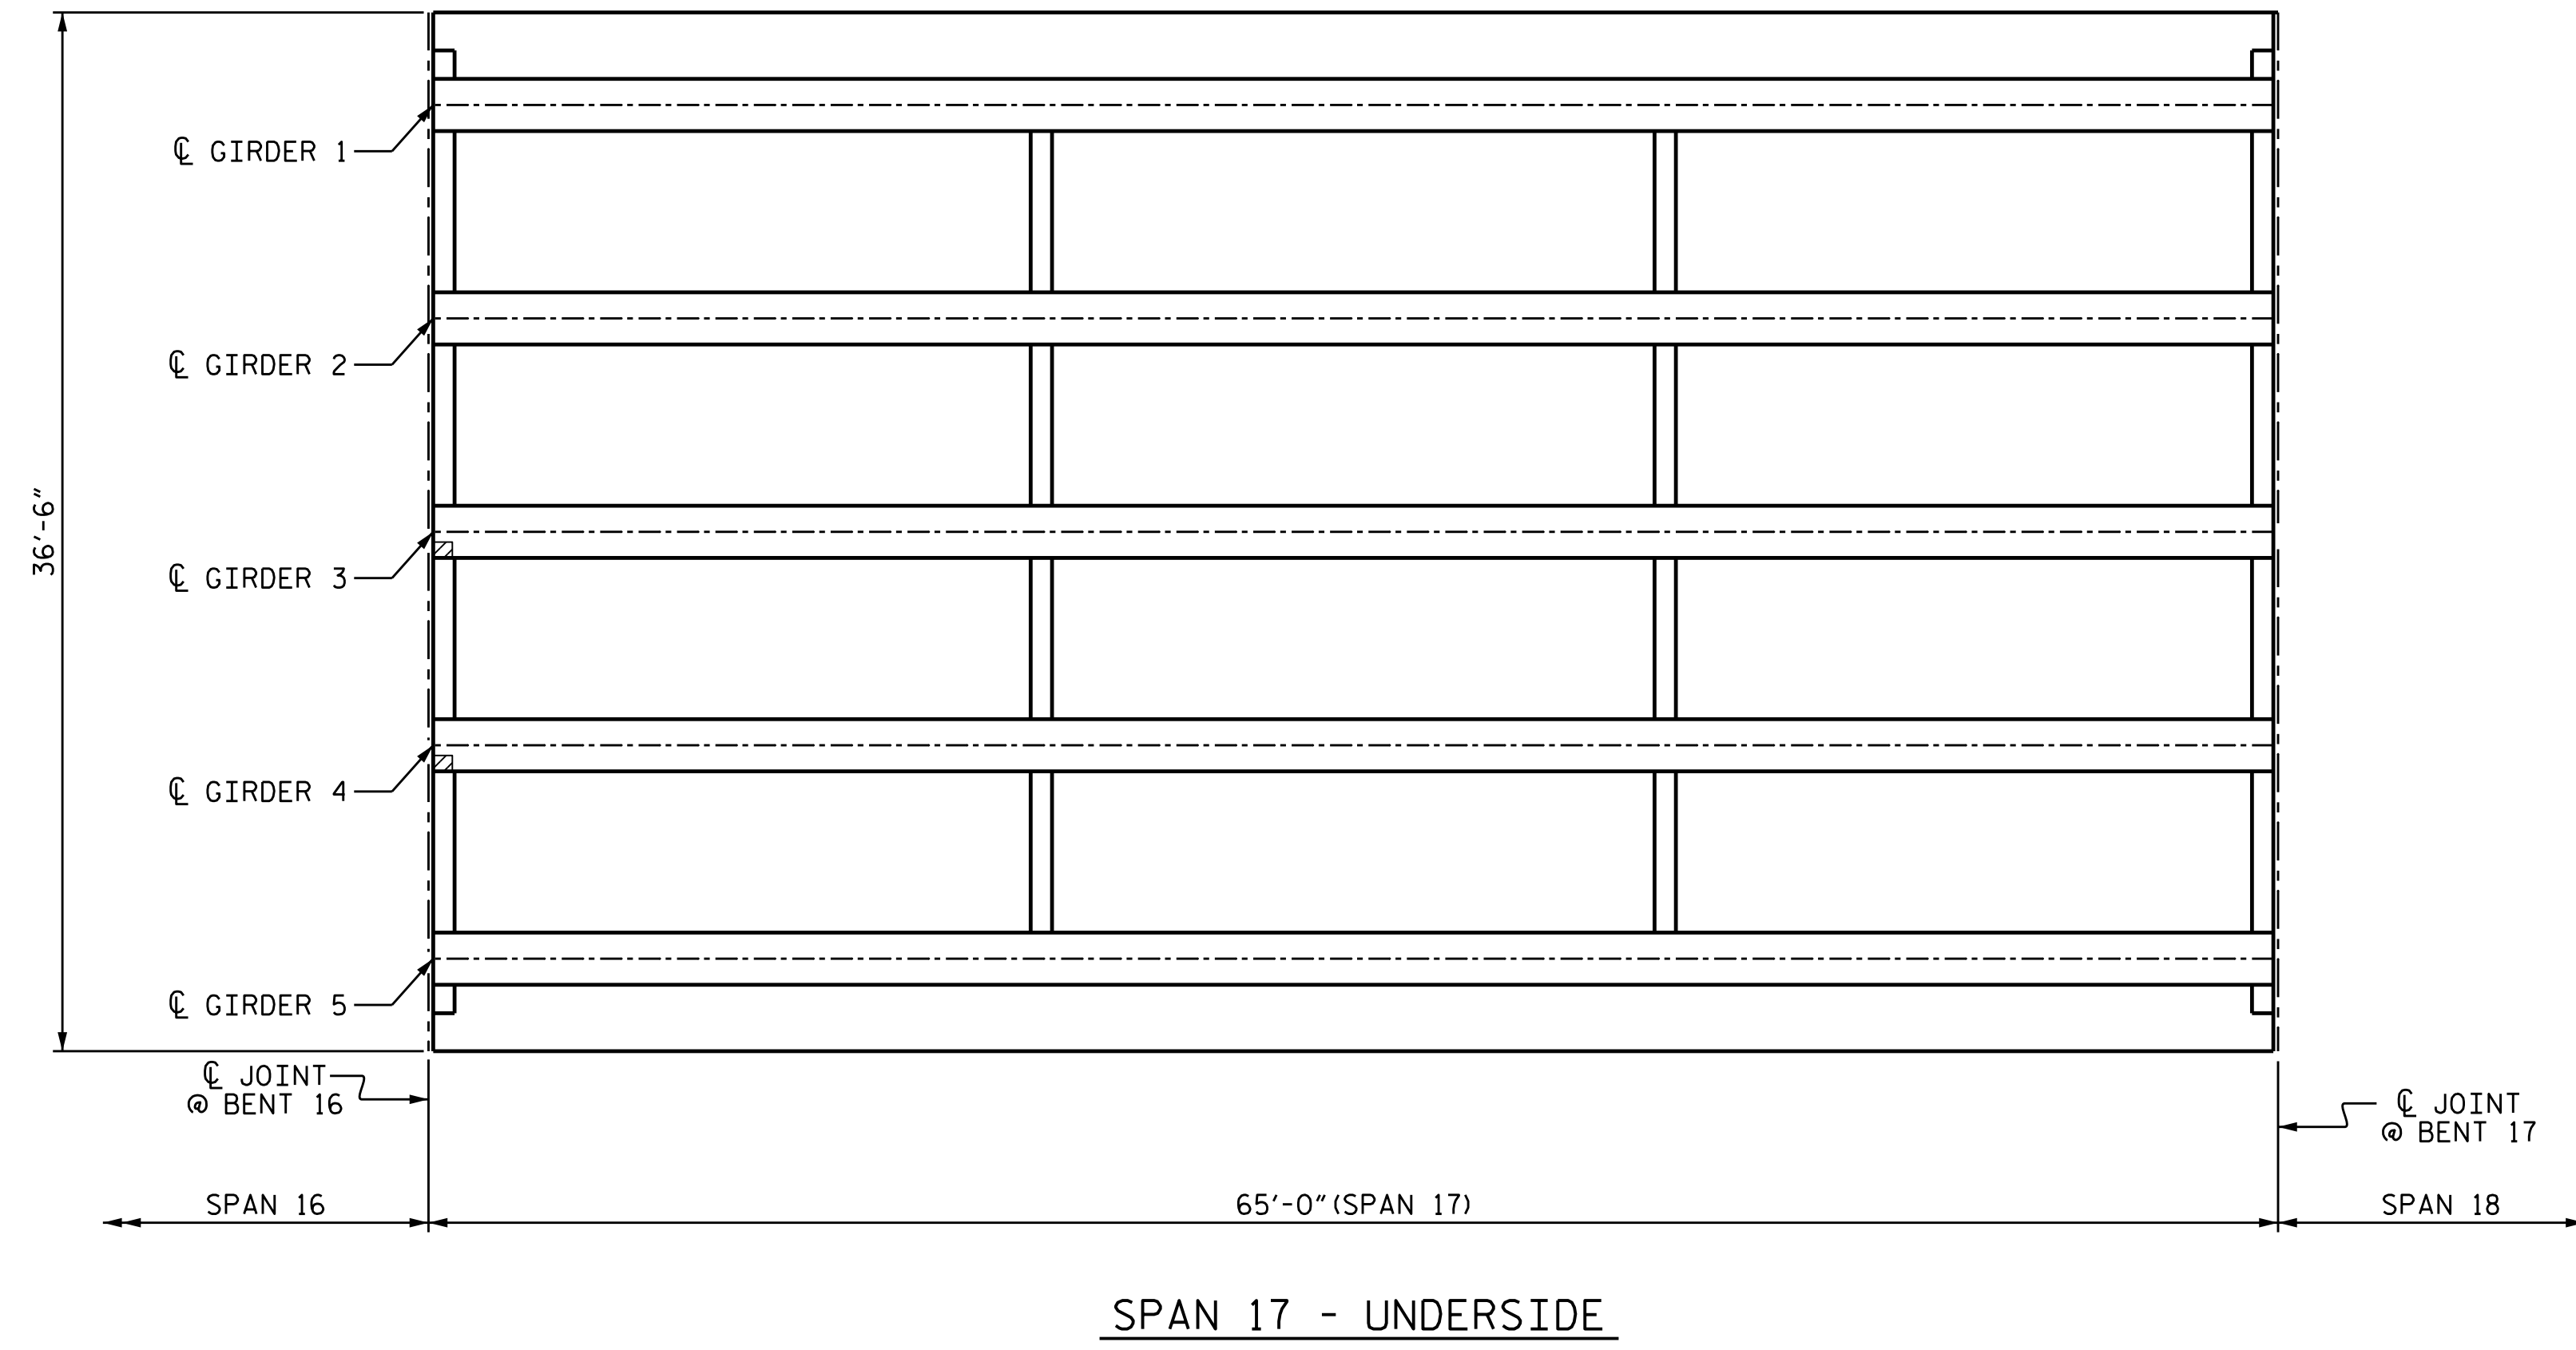 ℄ GIRDER 1
℄ GIRDER 2
36'-6"
℄ GIRDER 3
℄ GIRDER 4
℄ GIRDER 5
℄ JOINT
@ BENT 16
℄ JOINT
@ BENT 17
SPAN 16
65'-0"(SPAN 17)
SPAN 18
SPAN 17 - UNDERSIDE